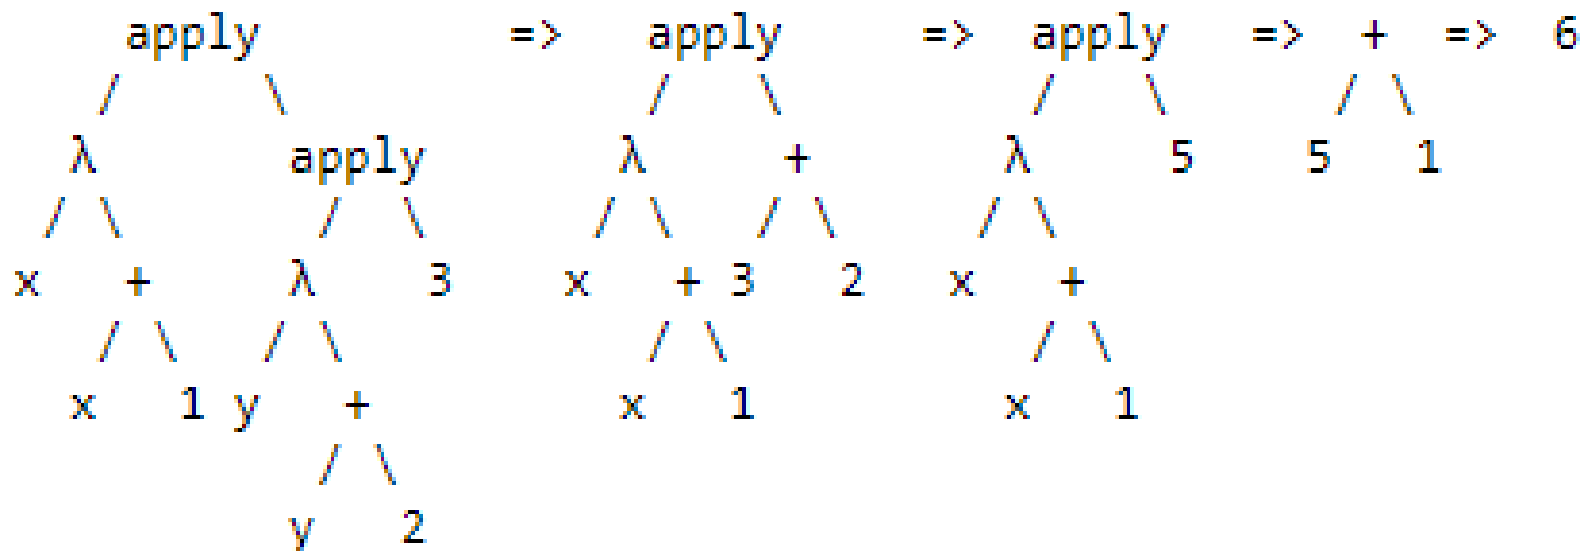 apply => apply => apply => + => 6
/ \ / \ / \ / \
λ apply λ + λ 5 5 1
/ \ / \ / \ / \ / \
x + λ 3 x + 3 2 x +
/ \ / \ / \ / \
x 1 y + x 1 x 1
/ \
y 2